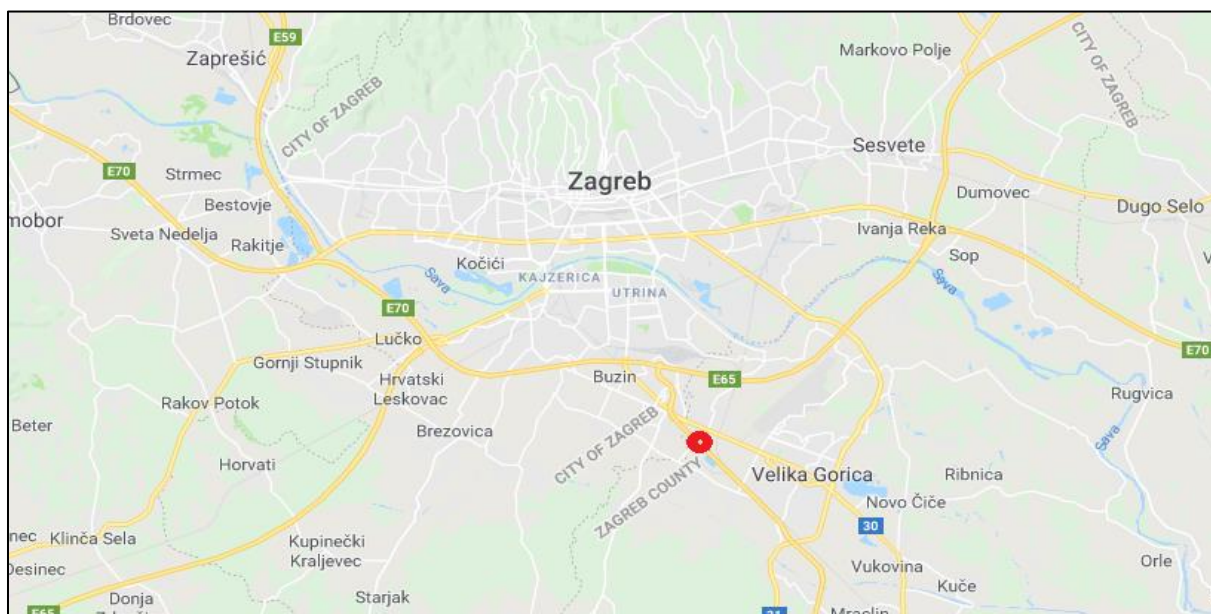 Brdovec
E59
Zaprešić
Markovo Polje
CITY OF ZAGREB
CITY OF ZAGREB
Sesvete
E70
Strmec
Zagreb
Dumovec
Bestovje
Dugo Selo
mobor
Sveta Nedelja
Rakitje
Ivanja Reka
Kočići
Sop
Sava
KAJZERICA
UTRINA
Sava
E70
Lučko
E70
Gornji Stupnik
Buzin
E65
Hrvatski
Leskovac
Rugvica
Rakov Potok
Beter
Brezovica
CITY OF ZAGREB
Sava
Horvati
ZAGREB COUNTY
Velika Gorica
Ribnica
Novo Čiče
30
nec
Klinča Sela
Kupinečki
Kraljevec
Orle
Desinec
Vukovina
Kuče
Donja
Starjak
E65
31
Mraclin